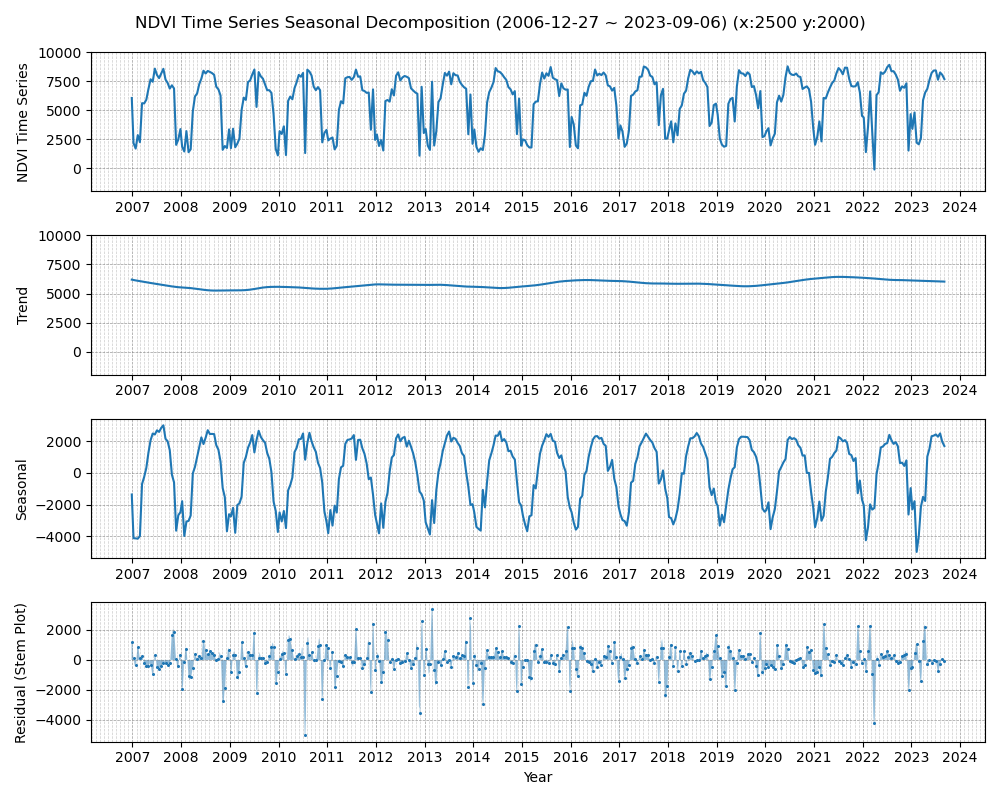 NDVI Time Series Seasonal Decomposition (2006-12-27 ~ 2023-09-06) (x:2500 y:2000)
NDVI Time Series
10000
7500
5000
2500
0
2007 2008 2009 2010 2011 2012 2013 2014 2015 2016 2017 2018 2019 2020 2021 2022 2023 2024
Trend
10000
7500
5000
2500
0
2007 2008 2009 2010 2011 2012 2013 2014 2015 2016 2017 2018 2019 2020 2021 2022 2023 2024
Seasonal
2000
0
−2000
−4000
2007 2008 2009 2010 2011 2012 2013 2014 2015 2016 2017 2018 2019 2020 2021 2022 2023 2024
Residual (Stem Plot)
2000
0
−2000
−4000
2007 2008 2009 2010 2011 2012 2013 2014 2015 2016 2017 2018 2019 2020 2021 2022 2023 2024
Year